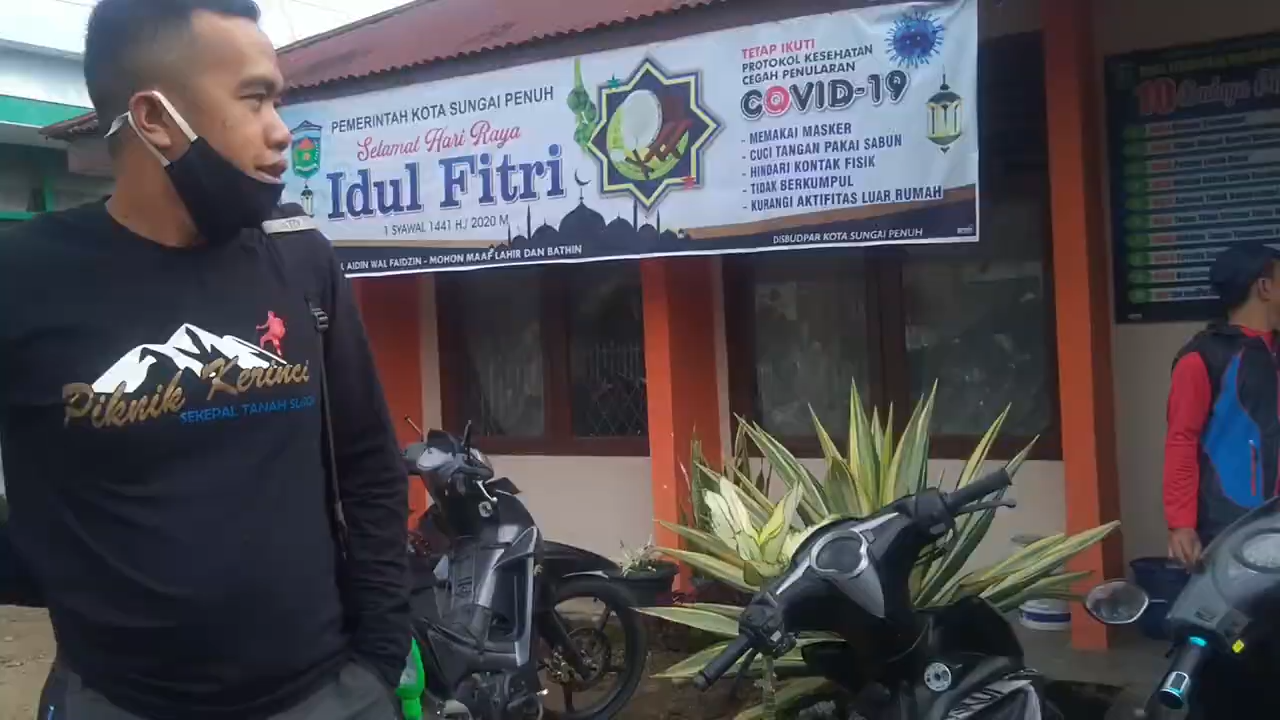 PEMERINTAH KOTA SUNGAI PENUH
Selamat Hari Raya
Idul Fitri
1 SYAWAL 1441 H./ 2020 M
AIDIN WAL FAIDZIN - MOHON MAAF LAHIR DAN BATHIN
TETAP IKUTI
PROTOKOL KESEHATAN
CEGAH PENULARAN
COVID-19
- MEMAKAI MASKER
- CUCI TANGAN PAKAI SABUN
- HINDARI KONTAK FISIK
- TIDAK BERKUMPUL
- KURANGI AKTIFITAS LUAR RUMAH
DISBUDPAR KOTA SUNGAI PENUH
10
Piknik Kerinci
SEKEPAL TANAH